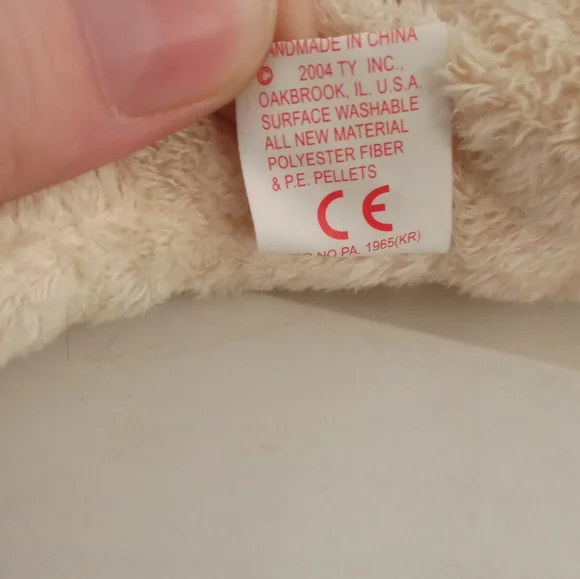 HANDMADE IN CHINA
© 2004 TY INC.,
OAKBROOK, IL. U.S.A.
SURFACE WASHABLE
ALL NEW MATERIAL
POLYESTER FIBER
& P.E. PELLETS
CE
NO PA. 1965(KR)